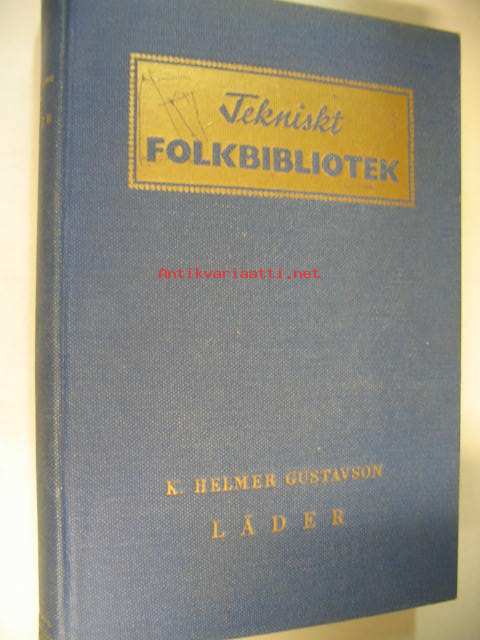 Tekniskt
FOLKBIBLIOTEK
Antikvariaatti.net
K. HELMER GUSTAVSON
LÄDER